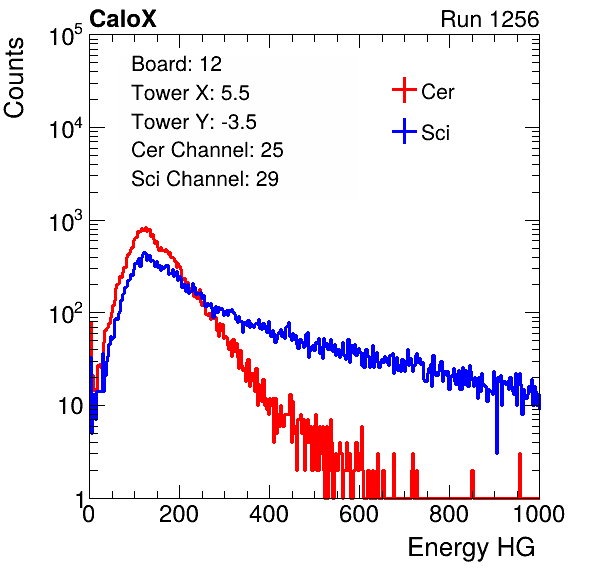 CaloX Run 1256
Counts
10^5
10^4
10^3
10^2
10
1
Board: 12
Tower X: 5.5
Tower Y: -3.5
Cer Channel: 25
Sci Channel: 29
Cer
Sci
0 200 400 600 800 1000
Energy HG